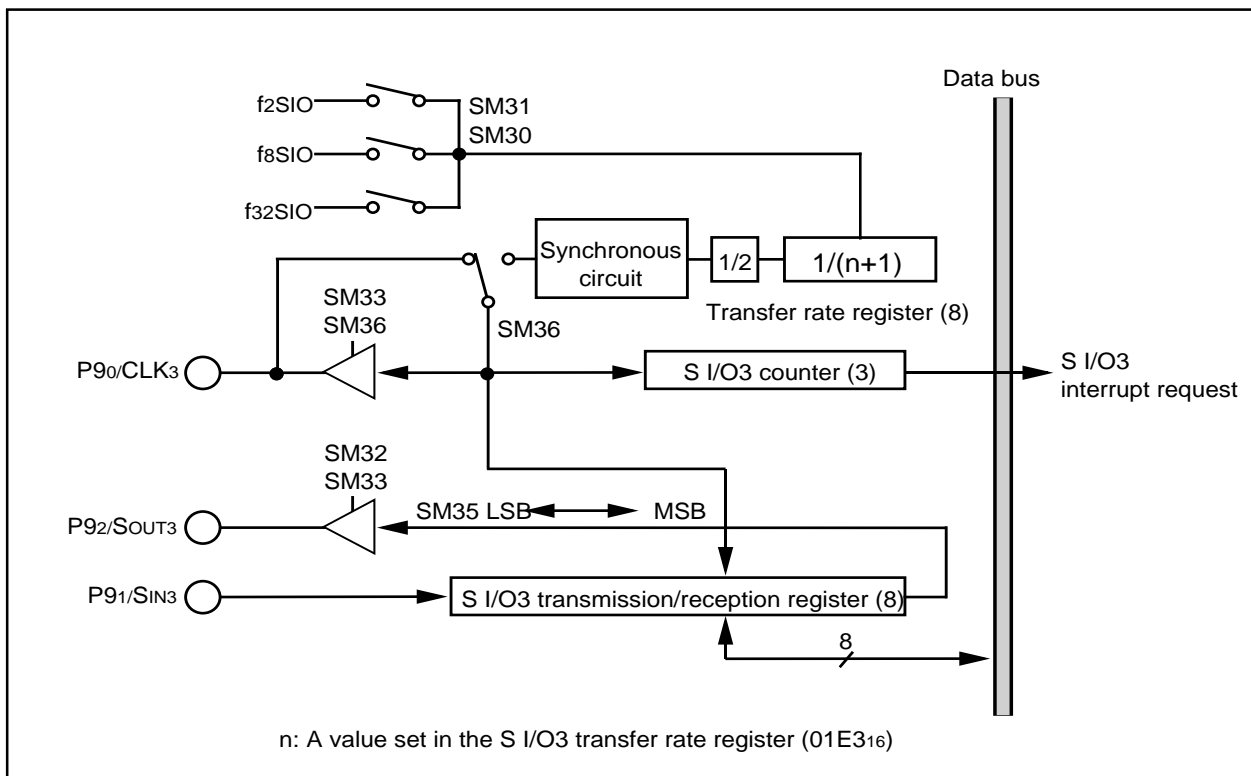 Data bus
f2SIO
SM31
SM30
f8SIO
f32SIO
Synchronous
circuit
1/2
1/(n+1)
SM33
SM36
Transfer rate register (8)
SM36
P90/CLK3
S I/O3 counter (3)
S I/O3
interrupt request
SM32
SM33
SM35 LSB
MSB
P92/SOUT3
P91/SIN3
S I/O3 transmission/reception register (8)
8
n: A value set in the S I/O3 transfer rate register (01E316)